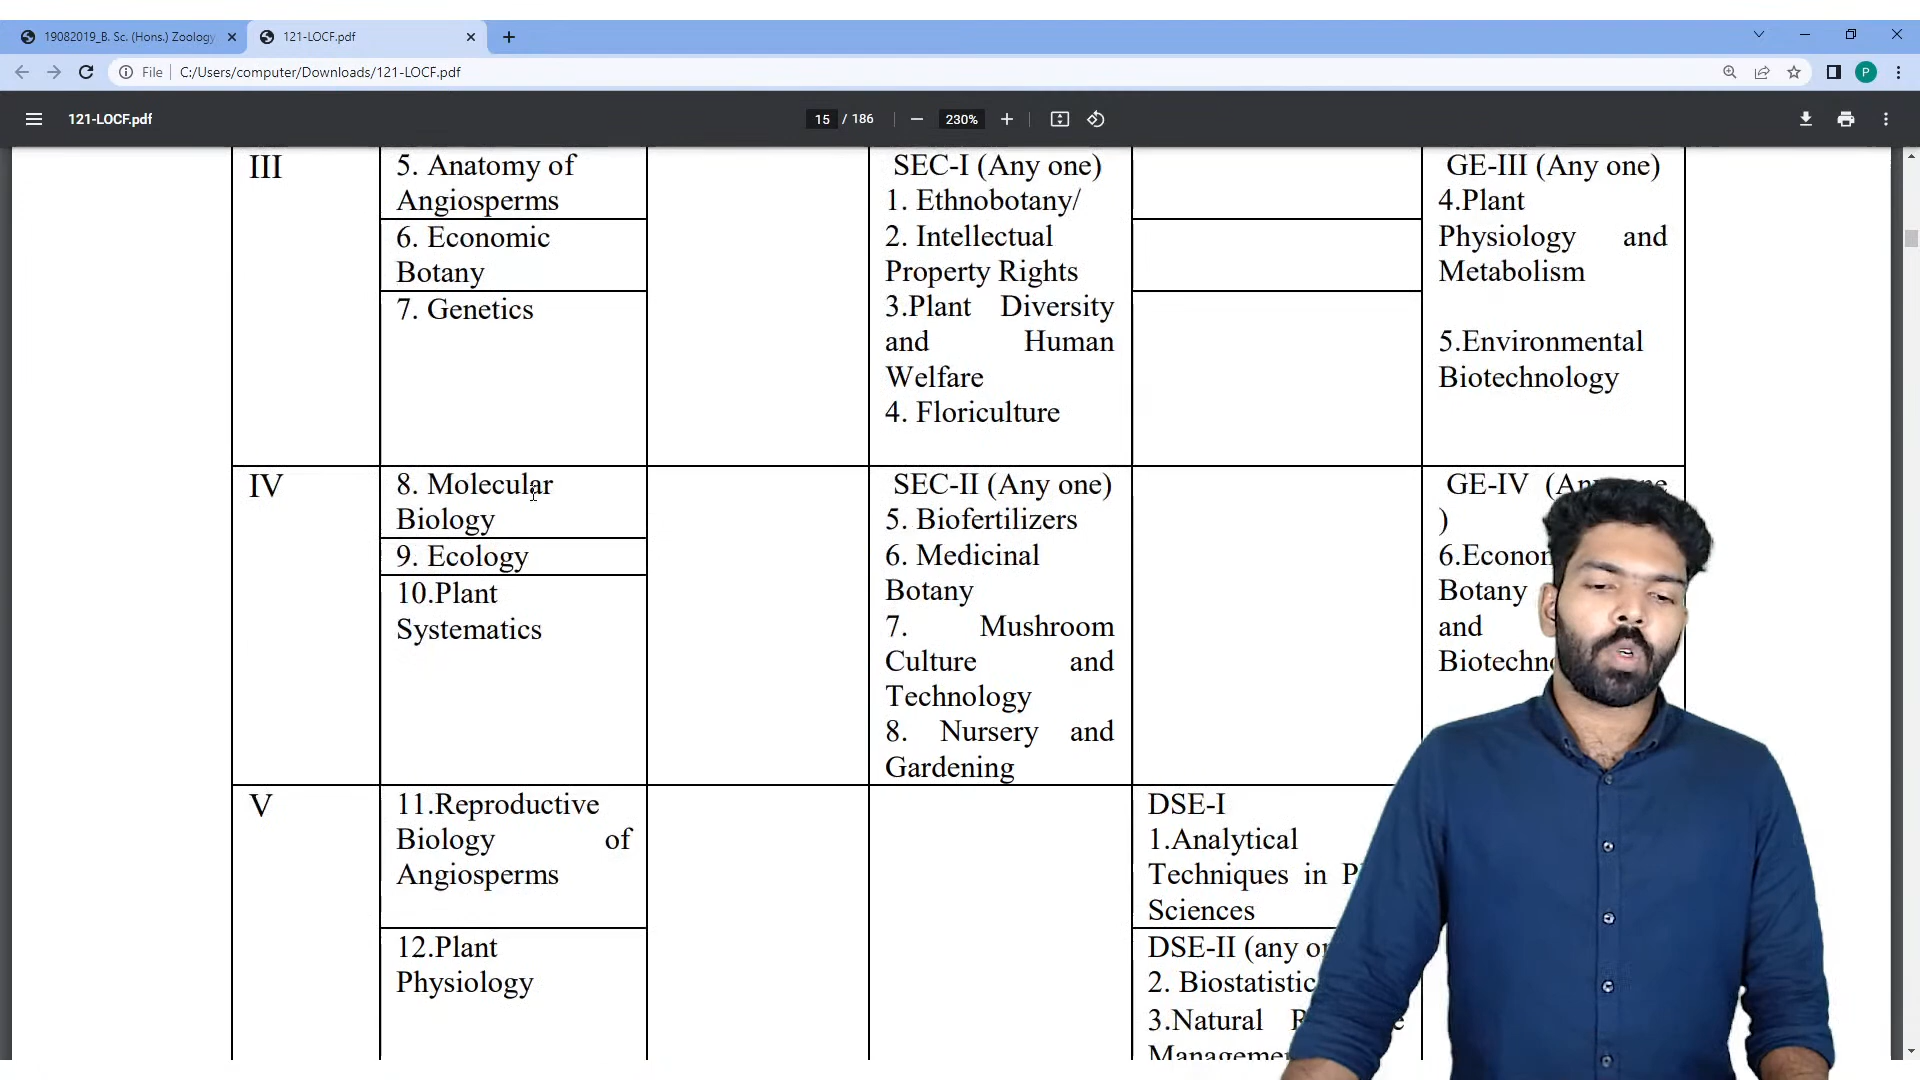 19082019_B. Sc. (Hons.) Zoology
121-LOCF.pdf
File
C:/Users/computer/Downloads/121-LOCF.pdf
P
121-LOCF.pdf
15 / 186
230%
III
5. Anatomy of
Angiosperms
6. Economic
Botany
7. Genetics
SEC-I (Any one)
1. Ethnobotany/
2. Intellectual
Property Rights
3.Plant Diversity
and Human
Welfare
4. Floriculture
GE-III (Any one)
4.Plant
Physiology and
Metabolism
5.Environmental
Biotechnology
IV
8. Molecular
Biology
9. Ecology
10.Plant
Systematics
SEC-II (Any one)
5. Biofertilizers
6. Medicinal
Botany
7. Mushroom
Culture and
Technology
8. Nursery and
Gardening
GE-IV
)
6.
Botany
and
V
11.Reproductive
Biology of
Angiosperms
12.Plant
Physiology
DSE-I
1.Analytical
Techniques in
Sciences
DSE-II (any
2.
3.Natural